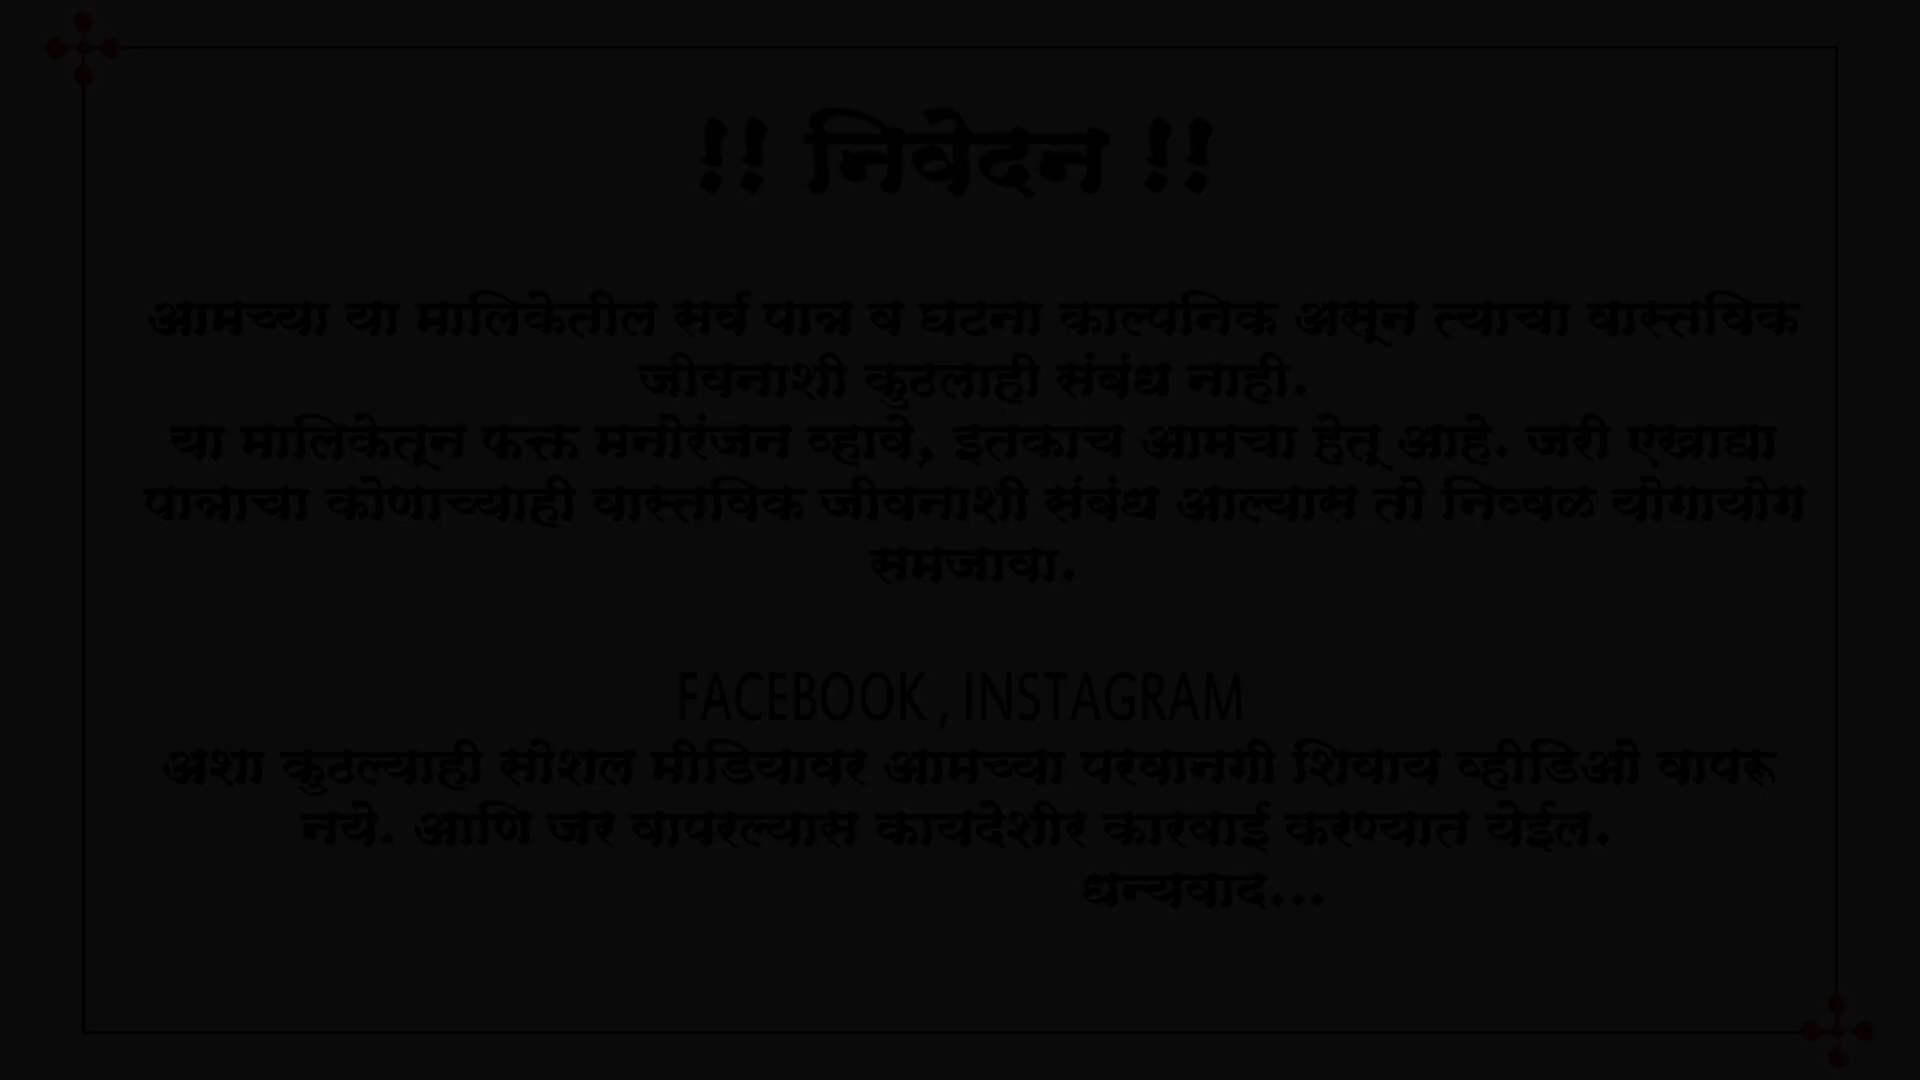 !! निवेदन !!
आमच्या या मालिकेतील सर्व पात्र व घटना काल्पनिक असून त्याचा वास्तविक
जीवनाशी कुठलाही संबंध नाही.
या मालिकेतून फक्त मनोरंजन व्हावे, इतकाच आमचा हेतू आहे. जरी एखाद्या
पात्राचा कोणाच्याही वास्तविक जीवनाशी संबंध आल्यास तो निव्वळ योगायोग
समजावा.
FACEBOOK , INSTAGRAM
अशा कुठल्याही सोशल मीडियावर आमच्या परवानगी शिवाय व्हीडिओ वापरू
नये. आणि जर वापरल्यास कायदेशीर कारवाई करण्यात येईल.
धन्यवाद...